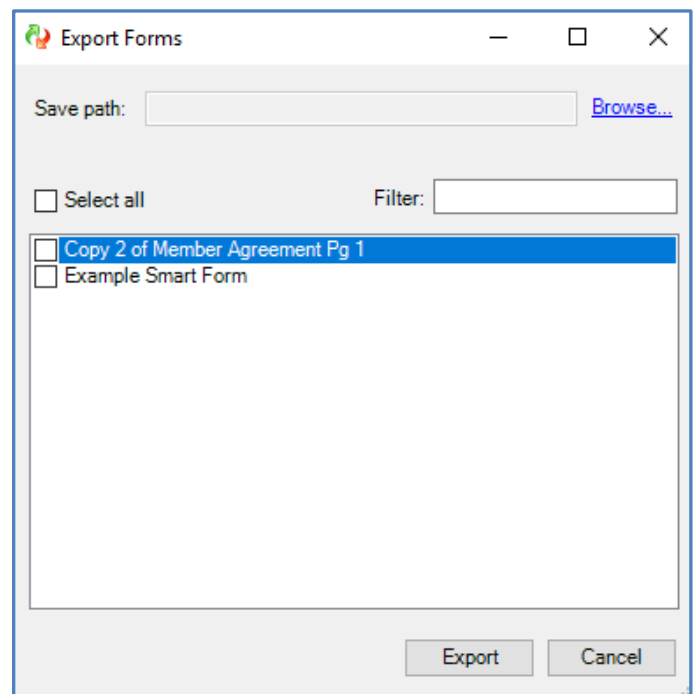 Export Forms
Save path: Browse...
Select all Filter:
Copy 2 of Member Agreement Pg 1
Example Smart Form
Export Cancel